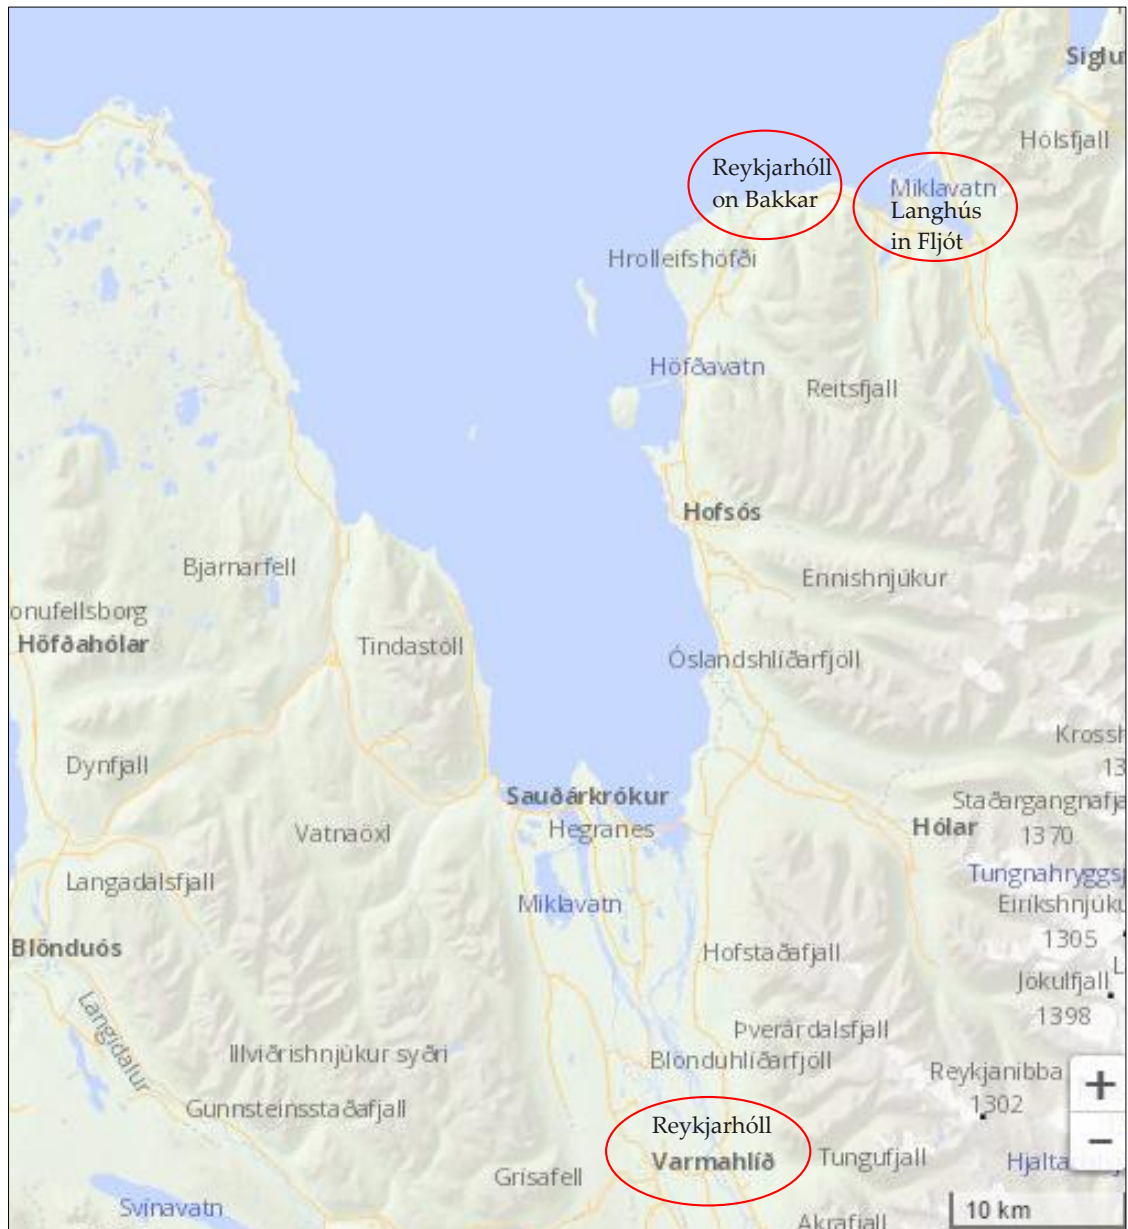 Siglu
Hólsfjall
Reykjarhóll
on Bakkar
Miklavatn
Langhús
in Fljót
Hrolleifshöfði
Höfðavatn
Reitsfjall
Hofsós
Bjarnarfell
Ennishnjúkur
onufellsborg
Höfðahólar
Tindastöll
Óslandshlíðarfjöll
Krossh
13
Dynfjall
Sauðárkrókur
Staðargangnafja
1370
Hegranes
Vatnaöxl
Hólar
Langadalsfjall
Tungnahryggsj
Miklavatn
Eiríkshnjúku
1305
Blönduós
Hofstaðafjall
L
Jökulfjall
1398
Langidalur
Þverárdalsfjall
Illviðrishnjúkur syðri
Blönduhlíðarfjöll
Reykjanibba
1302
+
Gunnsteinsstaðafjall
Reykjarhóll
Varmahlíð
Tungufjall
−
Grísafell
Svínavatn
10 km
Akrafjall